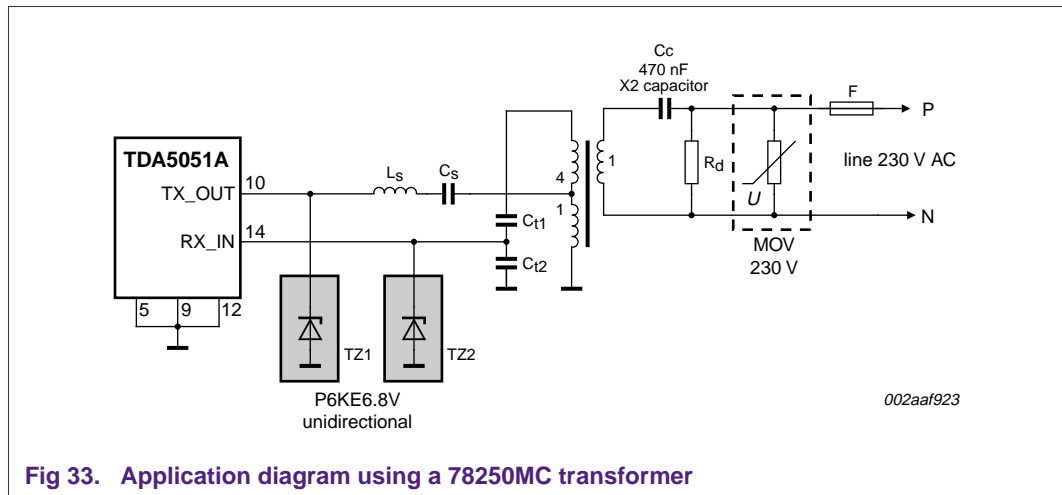 Cc
470 nF
X2 capacitor
F
P
TDA5051A
TX_OUT
10
Ls
Cs
4
1
1
Rd
U
line 230 V AC
RX_IN
14
Ct1
Ct2
N
MOV
230 V
5
9
12
TZ1
TZ2
P6KE6.8V
unidirectional
002aaf923
Fig 33. Application diagram using a 78250MC transformer